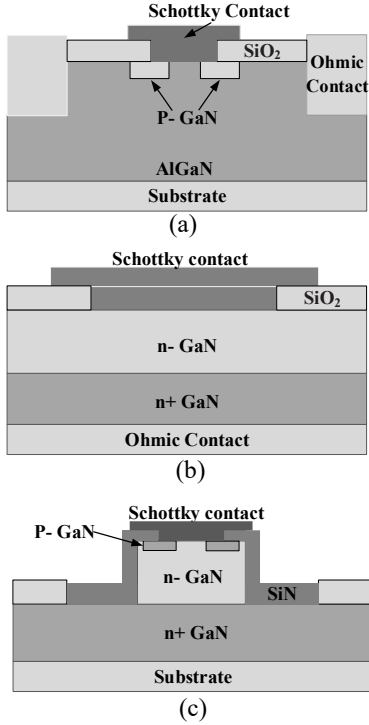 Schottky Contact
SiO2
Ohmic
Contact
P- GaN
AlGaN
Substrate
(a)
Schottky contact
SiO2
n- GaN
n+ GaN
Ohmic Contact
(b)
Schottky contact
P- GaN
n- GaN
SiN
n+ GaN
Substrate
(c)